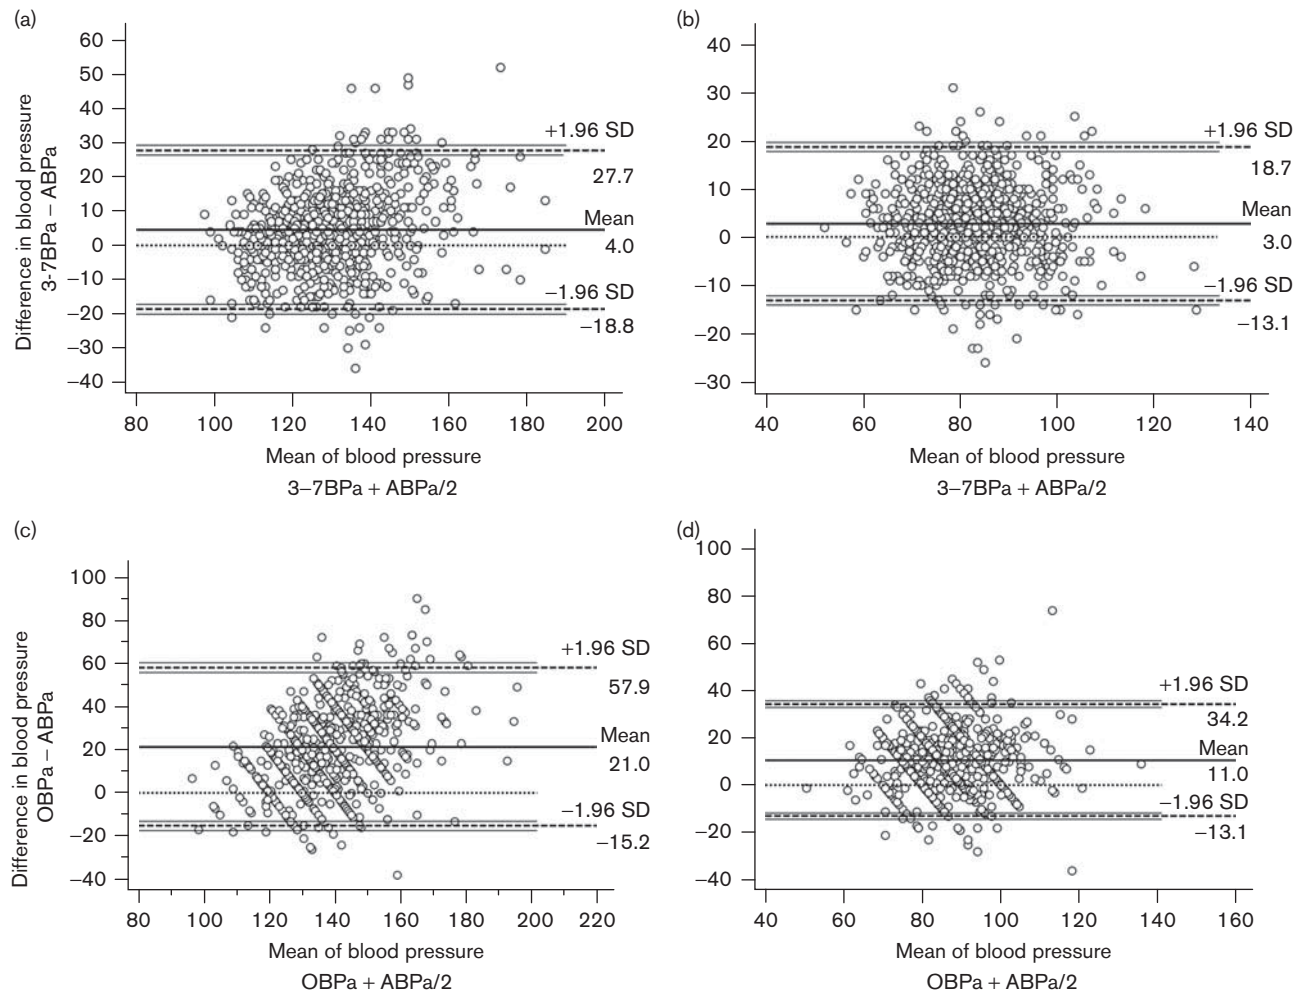 (a)
60
50
40
30
20
10
0
−10
−20
−30
−40
Difference in blood pressure
3-7BPa − ABPa
+1.96 SD
27.7
Mean
4.0
−1.96 SD
−18.8
80 100 120 140 160 180 200
Mean of blood pressure
3−7BPa + ABPa/2
(b)
40
30
20
10
0
−10
−20
−30
+1.96 SD
18.7
Mean
3.0
−1.96 SD
−13.1
40 60 80 100 120 140
Mean of blood pressure
3−7BPa + ABPa/2
(c)
100
80
60
40
20
0
−20
−40
Difference in blood pressure
OBPa − ABPa
+1.96 SD
57.9
Mean
21.0
−1.96 SD
−15.2
80 100 120 140 160 180 200 220
Mean of blood pressure
OBPa + ABPa/2
(d)
100
80
60
40
20
0
−20
−40
+1.96 SD
34.2
Mean
11.0
−1.96 SD
−13.1
40 60 80 100 120 140 160
Mean of blood pressure
OBPa + ABPa/2